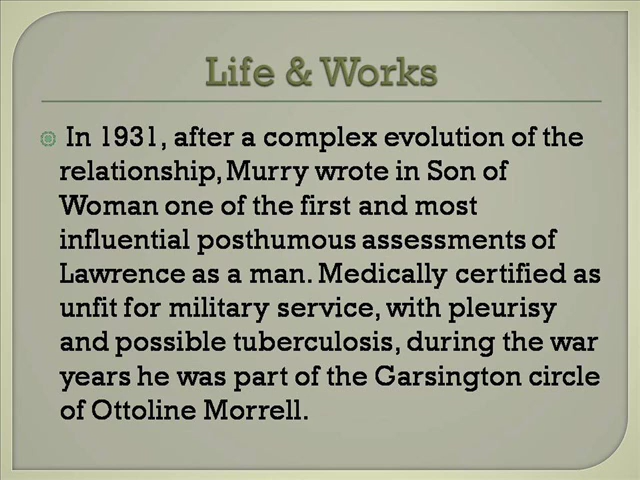 Life & Works
In 1931, after a complex evolution of the
relationship, Murry wrote in Son of
Woman one of the first and most
influential posthumous assessments of
Lawrence as a man. Medically certified as
unfit for military service, with pleurisy
and possible tuberculosis, during the war
years he was part of the Garsington circle
of Ottoline Morrell.